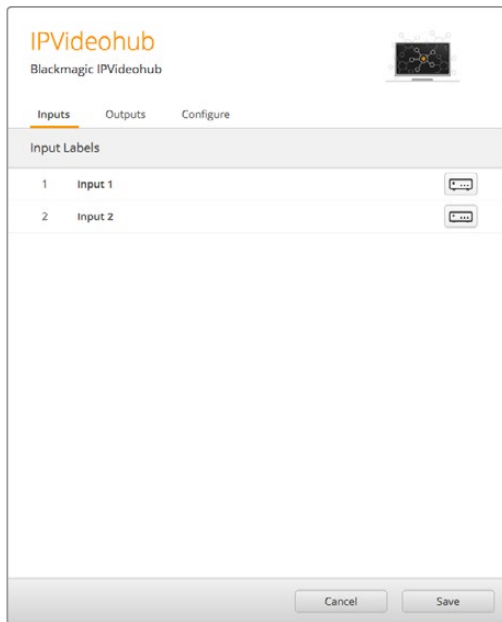 IPVideohub
Blackmagic IPVideohub
Inputs Outputs Configure
Input Labels
1 Input 1
2 Input 2
Cancel Save